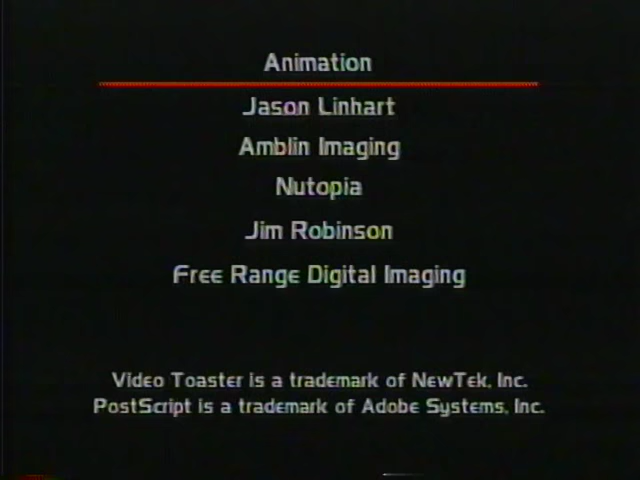 Animation
Jason Linhart
Amblin Imaging
Nutopia
Jim Robinson
Free Range Digital Imaging
Video Toaster is a trademark of NewTek, Inc.
PostScript is a trademark of Adobe Systems, Inc.